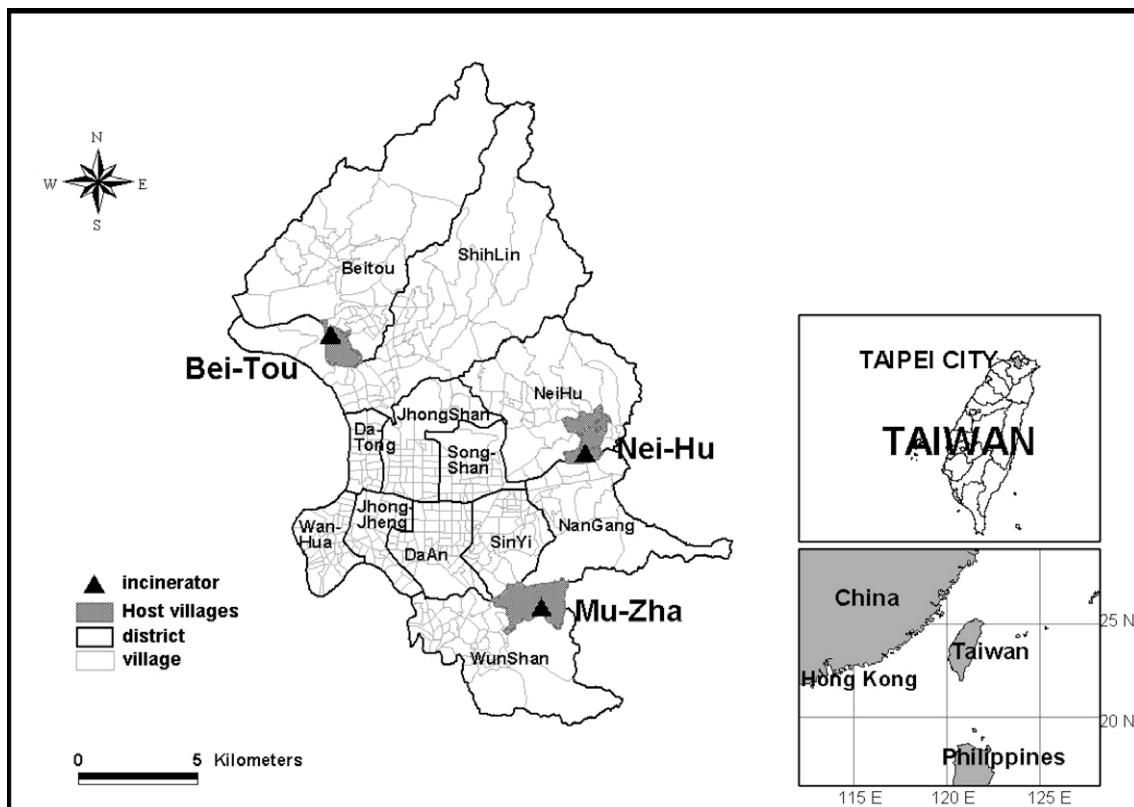 N
W E
S
ShihLin
Beitou
Bei-Tou
NeiHu
JhongShan
Da-
Tong
Song-
Shan
Nei-Hu
Jhong-
Jheng
Wan-
Hua
DaAn
SinYi
NanGang
Mu-Zha
WunShan
incinerator
Host villages
district
village
0 5 Kilometers
TAIPEI CITY
TAIWAN
China
25 N
Taiwan
Hong Kong
20 N
Philippines
115 E 120 E 125 E